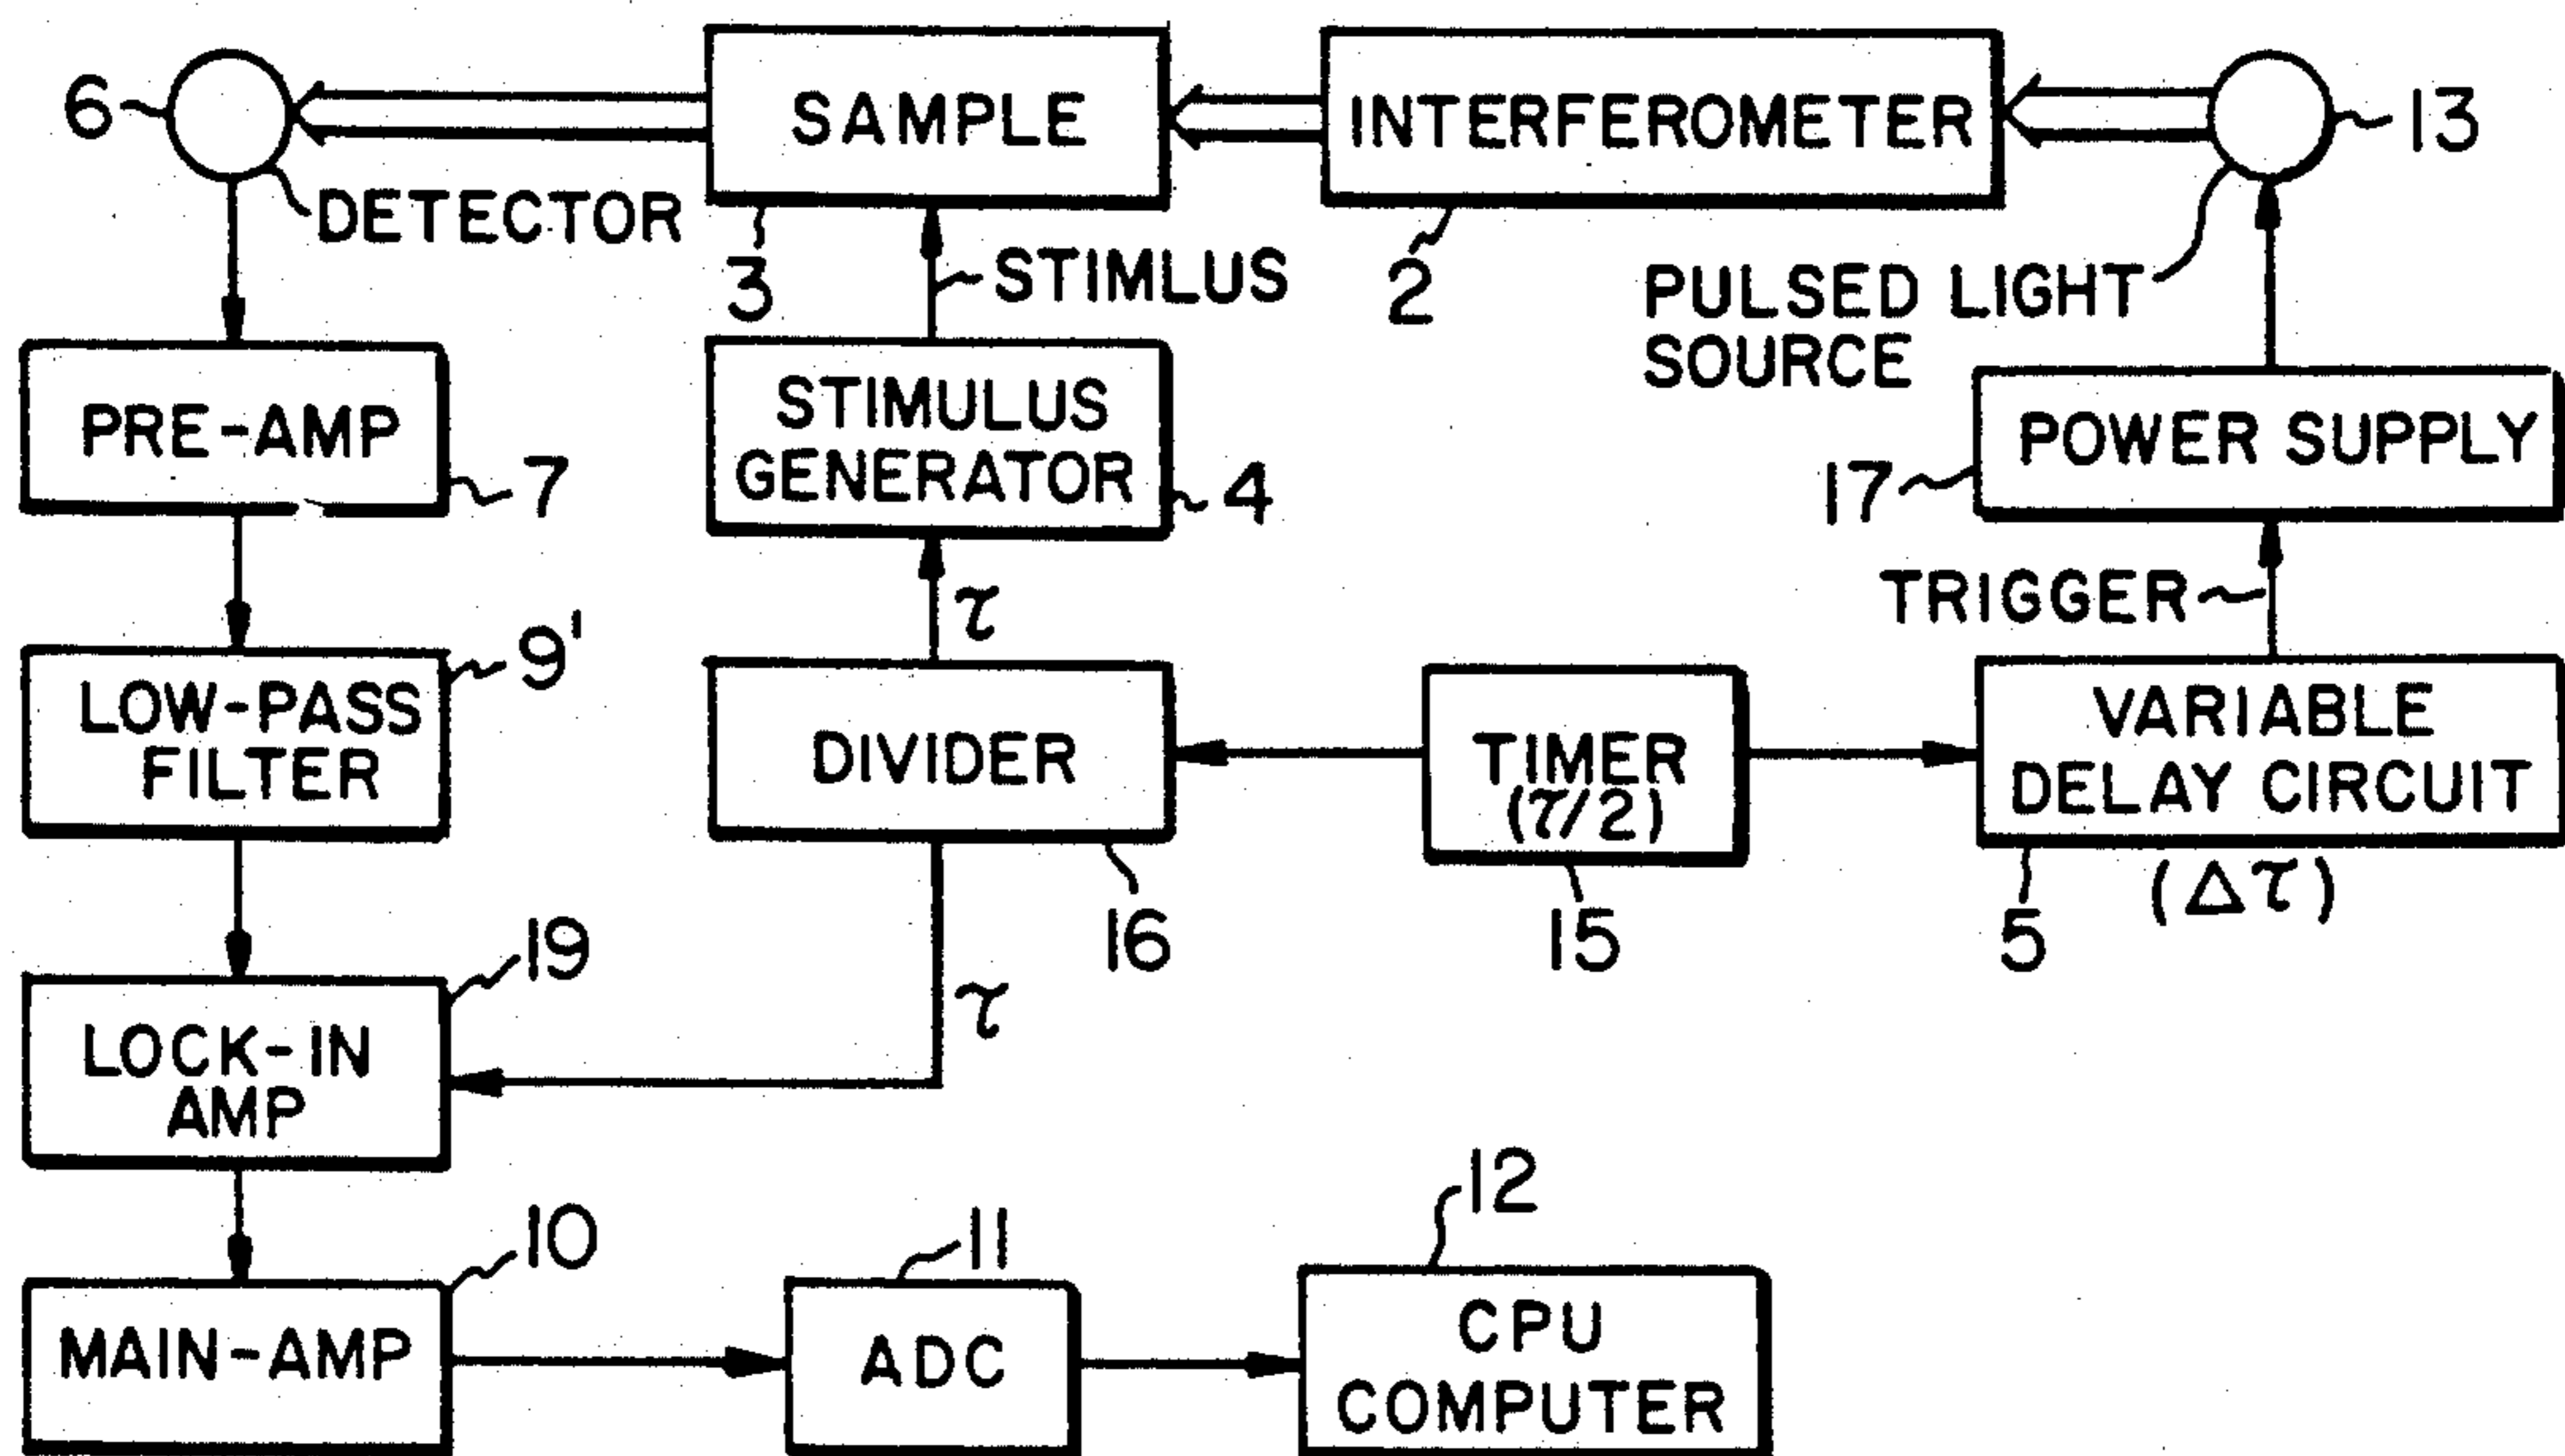 6
DETECTOR
SAMPLE
3
STIMLUS
INTERFEROMETER
2
13
PULSED LIGHT
SOURCE
PRE-AMP
7
STIMULUS
GENERATOR
4
POWER SUPPLY
17
TRIGGER
τ
LOW-PASS
FILTER
9'
DIVIDER
16
TIMER
(τ/2)
15
VARIABLE
DELAY CIRCUIT
5
(Δτ)
LOCK-IN
AMP
19
τ
MAIN-AMP
10
ADC
11
CPU
COMPUTER
12